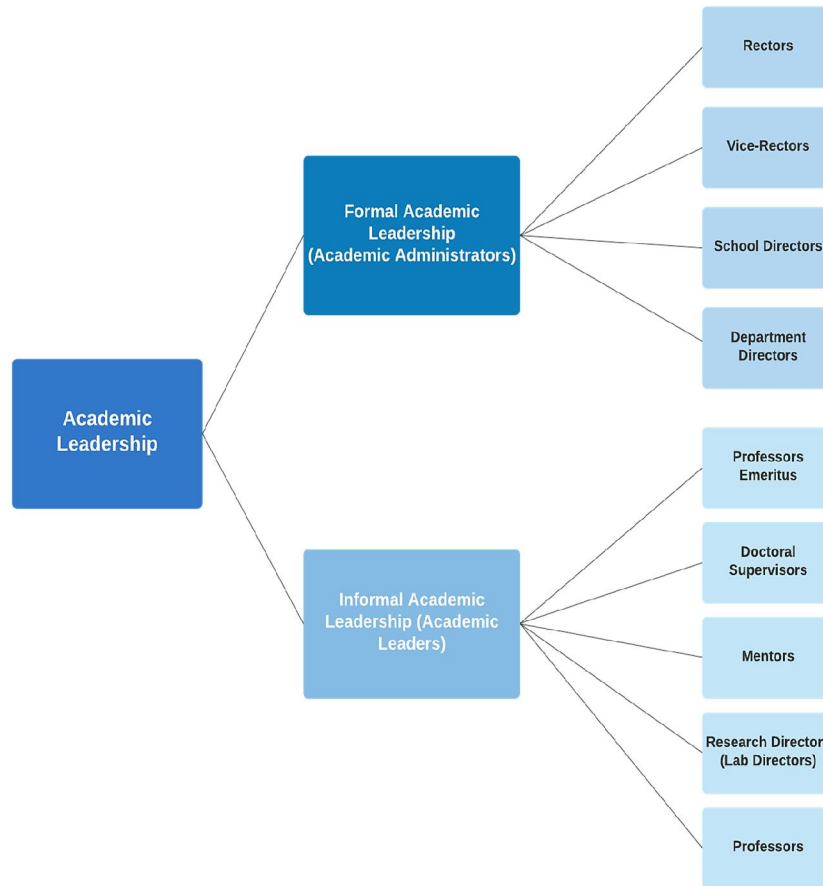 Rectors
Vice-Rectors
Formal Academic
Leadership
(Academic Administrators)
School Directors
Department
Directors
Academic
Leadership
Professors
Emeritus
Doctoral
Supervisors
Informal Academic
Leadership (Academic
Leaders)
Mentors
Research Director
(Lab Directors)
Professors